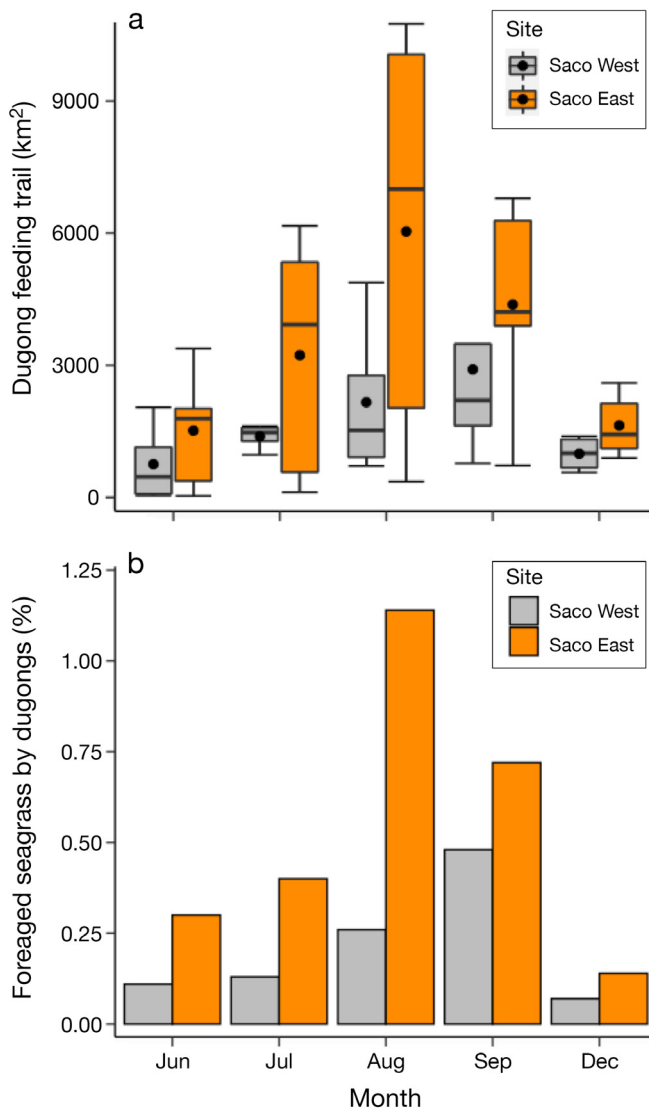 a
Site
Saco West
Saco East
Dugong feeding trail (km²)
9000
6000
3000
0
b
Site
Saco West
Saco East
Foreaged seagrass by dugongs (%)
1.25
1.00
0.75
0.50
0.25
0.00
Jun Jul Aug Sep Dec
Month